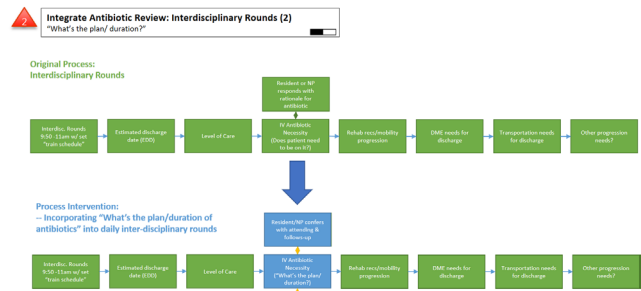 2
Integrate Antibiotic Review: Interdisciplinary Rounds (2)
"What's the plan/ duration?"
Original Process:
Interdisciplinary Rounds
Resident or NP
responds with
rationale for
antibiotic
Interdisc. Rounds
9:50 -11am w/ set
"train schedule"
Estimated discharge
date (EDD)
Level of Care
IV Antibiotic
Necessity
(Does patient need
to be on it?)
Rehab recs/mobility
progression
DME needs for
discharge
Transportation needs
for discharge
Other progression
needs?
Process Intervention:
-- Incorporating "What's the plan/duration of
antibiotics" into daily inter-disciplinary rounds
Resident/NP confers
with attending &
follows-up
Interdisc. Rounds
9:50 -11am w/ set
"train schedule"
Estimated discharge
date (EDD)
Level of Care
IV Antibiotic
Necessity
("What's the plan/
duration?)
Rehab recs/mobility
progression
DME needs for
discharge
Transportation needs
for discharge
Other progression
needs?